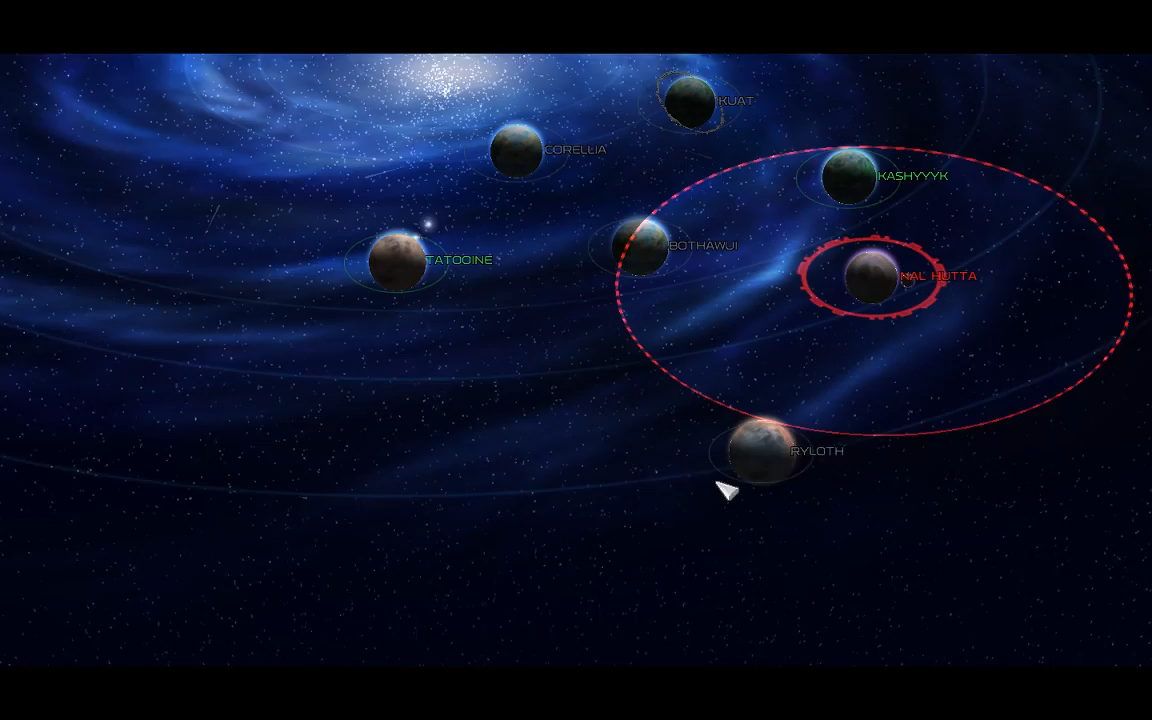 KUAT
CORELLIA
KASHYYYK
BOTHAWUI
TATOOINE
NAL HUTTA
RYLOTH